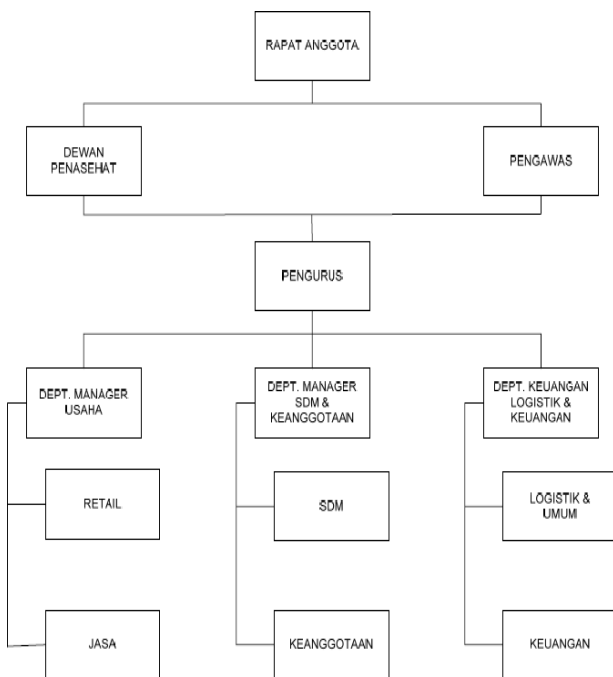 RAPAT ANGGOTA
DEWAN
PENASEHAT
PENGAWAS
PENGURUS
DEPT. MANAGER
USAHA
DEPT. MANAGER
SDM &
KEANGGOTAAN
DEPT. KEUANGAN
LOGISTIK &
KEUANGAN
RETAIL
SDM
LOGISTIK &
UMUM
JASA
KEANGGOTAAN
KEUANGAN